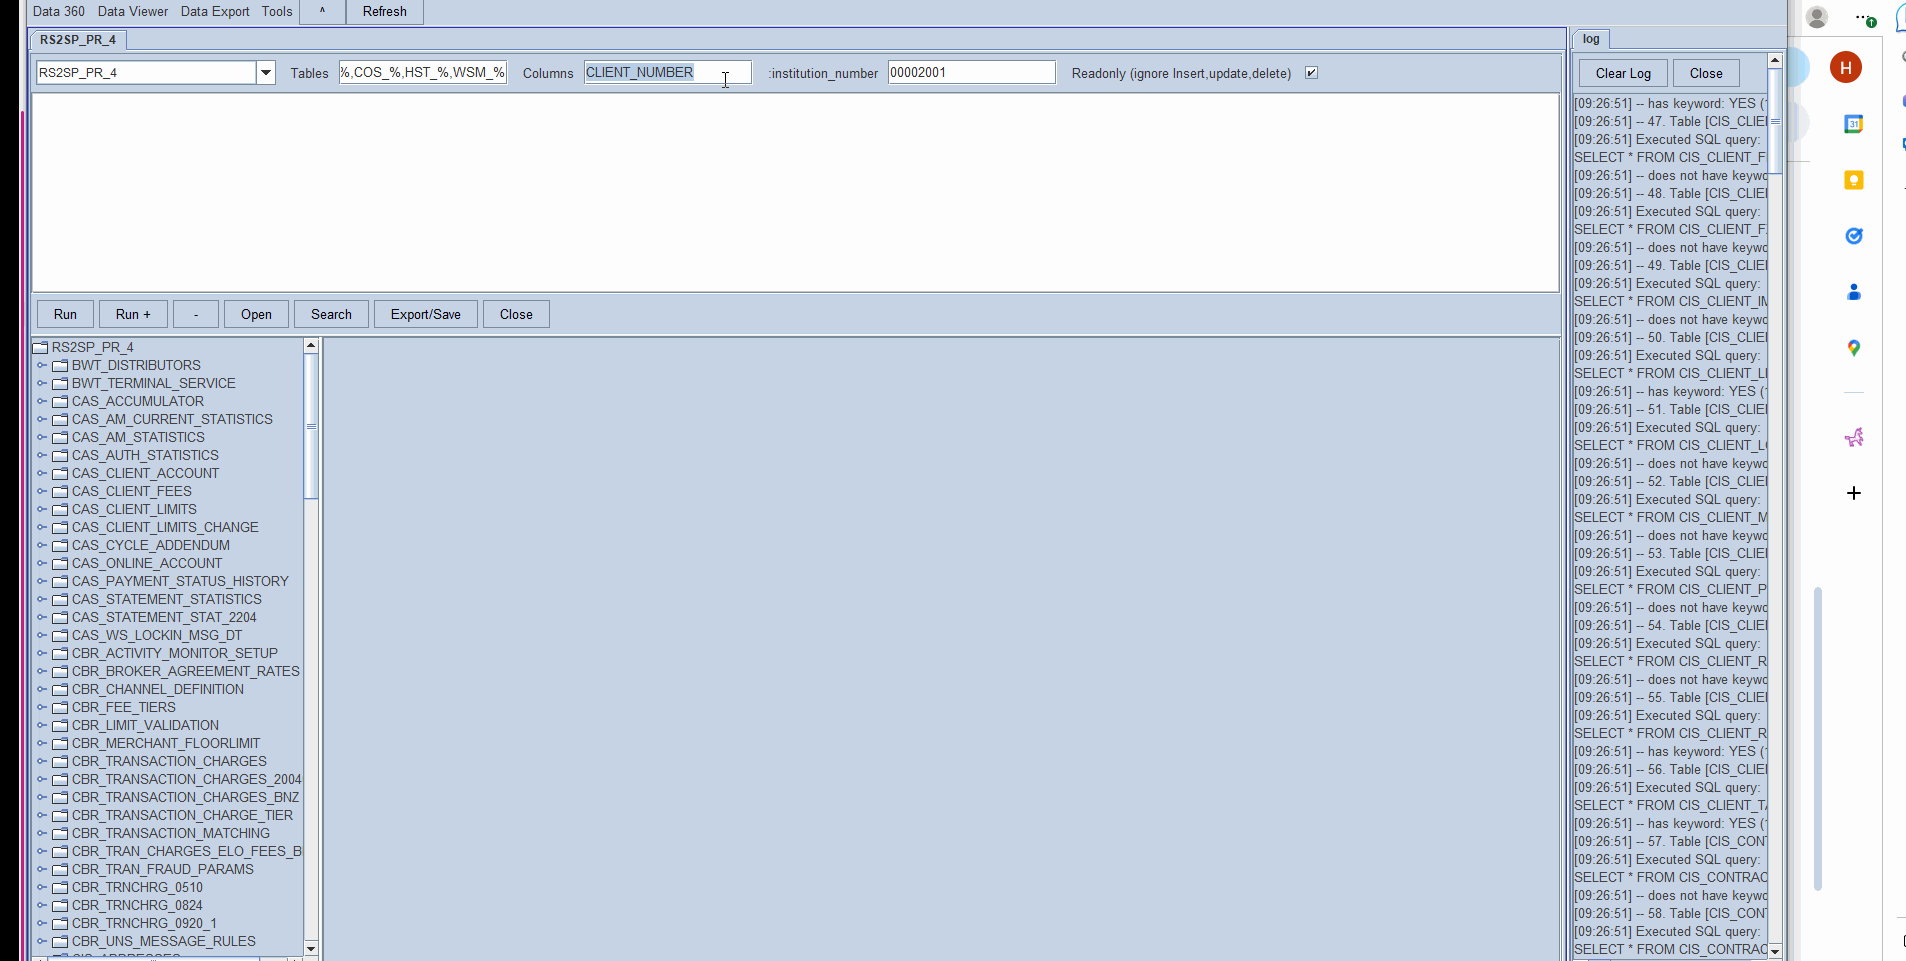 Data 360 Data Viewer Data Export Tools ^ Refresh
RS2SP_PR_4
RS2SP_PR_4 Tables %,COS_%,HST_%,WSM_% Columns CLIENT_NUMBER :institution_number 00002001 Readonly (ignore Insert,update,delete)
Run Run + - Open Search Export/Save Close
RS2SP_PR_4
BWT_DISTRIBUTORS
BWT_TERMINAL_SERVICE
CAS_ACCUMULATOR
CAS_AM_CURRENT_STATISTICS
CAS_AM_STATISTICS
CAS_AUTH_STATISTICS
CAS_CLIENT_ACCOUNT
CAS_CLIENT_FEES
CAS_CLIENT_LIMITS
CAS_CLIENT_LIMITS_CHANGE
CAS_CYCLE_ADDENDUM
CAS_ONLINE_ACCOUNT
CAS_PAYMENT_STATUS_HISTORY
CAS_STATEMENT_STATISTICS
CAS_STATEMENT_STAT_2204
CAS_WS_LOCKIN_MSG_DT
CBR_ACTIVITY_MONITOR_SETUP
CBR_BROKER_AGREEMENT_RATES
CBR_CHANNEL_DEFINITION
CBR_FEE_TIERS
CBR_LIMIT_VALIDATION
CBR_MERCHANT_FLOORLIMIT
CBR_TRANSACTION_CHARGES
CBR_TRANSACTION_CHARGES_2004
CBR_TRANSACTION_CHARGES_BNZ
CBR_TRANSACTION_CHARGE_TIER
CBR_TRANSACTION_MATCHING
CBR_TRAN_CHARGES_ELO_FEES_B
CBR_TRAN_FRAUD_PARAMS
CBR_TRNCHRG_0510
CBR_TRNCHRG_0824
CBR_TRNCHRG_0920_1
CBR_UNS_MESSAGE_RULES
log
Clear Log Close
[09:26:51] -- has keyword: YES (
[09:26:51] -- 47. Table [CIS_CLIE
[09:26:51] Executed SQL query:
SELECT * FROM CIS_CLIENT_F
[09:26:51] -- does not have keywo
[09:26:51] -- 48. Table [CIS_CLIE
[09:26:51] Executed SQL query:
SELECT * FROM CIS_CLIENT_F
[09:26:51] -- does not have keywo
[09:26:51] -- 49. Table [CIS_CLIE
[09:26:51] Executed SQL query:
SELECT * FROM CIS_CLIENT_IM
[09:26:51] -- does not have keywo
[09:26:51] -- 50. Table [CIS_CLIE
[09:26:51] Executed SQL query:
SELECT * FROM CIS_CLIENT_LI
[09:26:51] -- has keyword: YES (
[09:26:51] -- 51. Table [CIS_CLIE
[09:26:51] Executed SQL query:
SELECT * FROM CIS_CLIENT_LO
[09:26:51] -- does not have keywo
[09:26:51] -- 52. Table [CIS_CLIE
[09:26:51] Executed SQL query:
SELECT * FROM CIS_CLIENT_M
[09:26:51] -- does not have keywo
[09:26:51] -- 53. Table [CIS_CLIE
[09:26:51] Executed SQL query:
SELECT * FROM CIS_CLIENT_P
[09:26:51] -- does not have keywo
[09:26:51] -- 54. Table [CIS_CLIE
[09:26:51] Executed SQL query:
SELECT * FROM CIS_CLIENT_R
[09:26:51] -- does not have keywo
[09:26:51] -- 55. Table [CIS_CLIE
[09:26:51] Executed SQL query:
SELECT * FROM CIS_CLIENT_R
[09:26:51] -- has keyword: YES (
[09:26:51] -- 56. Table [CIS_CLIE
[09:26:51] Executed SQL query:
SELECT * FROM CIS_CLIENT_TA
[09:26:51] -- has keyword: YES (
[09:26:51] -- 57. Table [CIS_CON
[09:26:51] Executed SQL query:
SELECT * FROM CIS_CONTRAC
[09:26:51] -- does not have keywo
[09:26:51] -- 58. Table [CIS_CON
[09:26:51] Executed SQL query:
SELECT * FROM CIS_CONTRAC
H
31